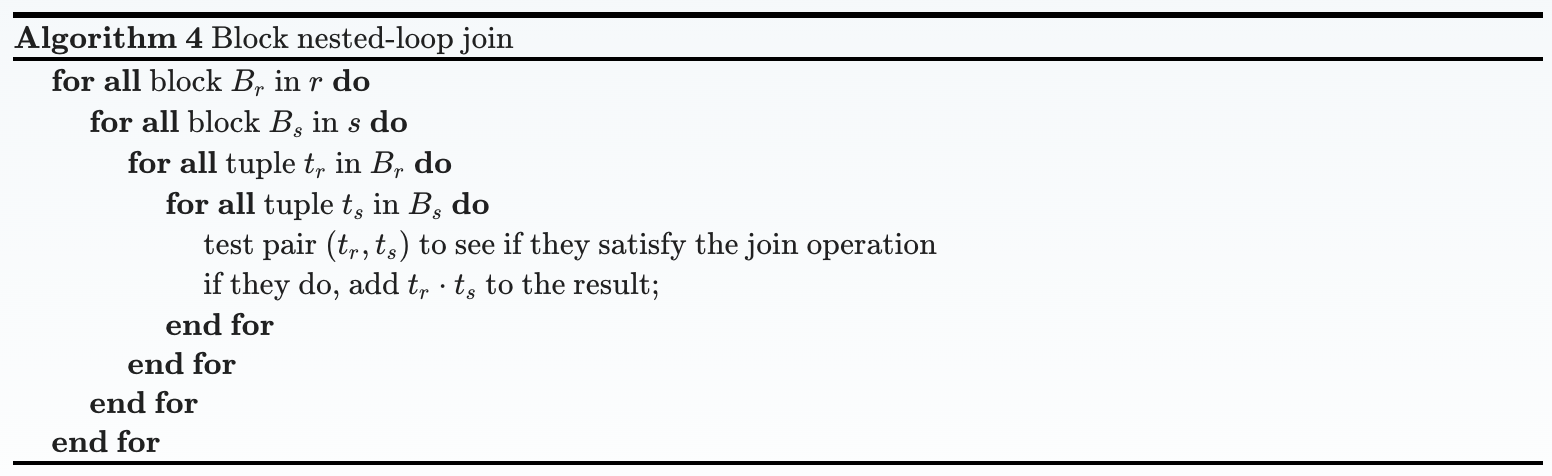 Algorithm 4 Block nested-loop join
for all block B_r in r do
for all block B_s in s do
for all tuple t_r in B_r do
for all tuple t_s in B_s do
test pair (t_r, t_s) to see if they satisfy the join operation
if they do, add t_r · t_s to the result;
end for
end for
end for
end for